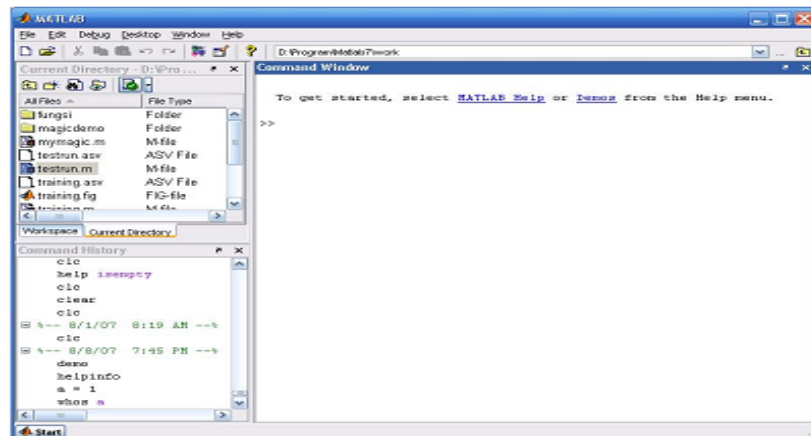 MATLAB
File Edit Debug Desktop Window Help
D:\Program\Matlab7\work
Current Directory - D:\Pro...
All Files File Type
fungsi Folder
magicdemo Folder
mymagic.m M-file
testrun.asv ASV File
testrun.m M-file
training.asv ASV File
training.fig FIG-file
training.m M-file
Workspace Current Directory
Command History
clc
help isempty
clc
clear
clc
%-- 8/1/07 8:19 AM --%
clc
%-- 8/8/07 7:45 PM --%
demo
helpinfo
a = 1
whos a
Start
Command Window
To get started, select MATLAB Help or Demos from the Help menu.
>>